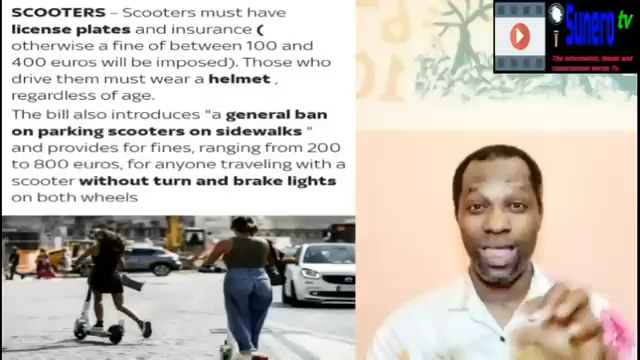 SCOOTERS – Scooters must have
license plates and insurance (
otherwise a fine of between 100 and
400 euros will be imposed). Those who
drive them must wear a helmet ,
regardless of age.
The bill also introduces "a general ban
on parking scooters on sidewalks "
and provides for fines, ranging from 200
to 800 euros, for anyone traveling with a
scooter without turn and brake lights
on both wheels
Sunero tv